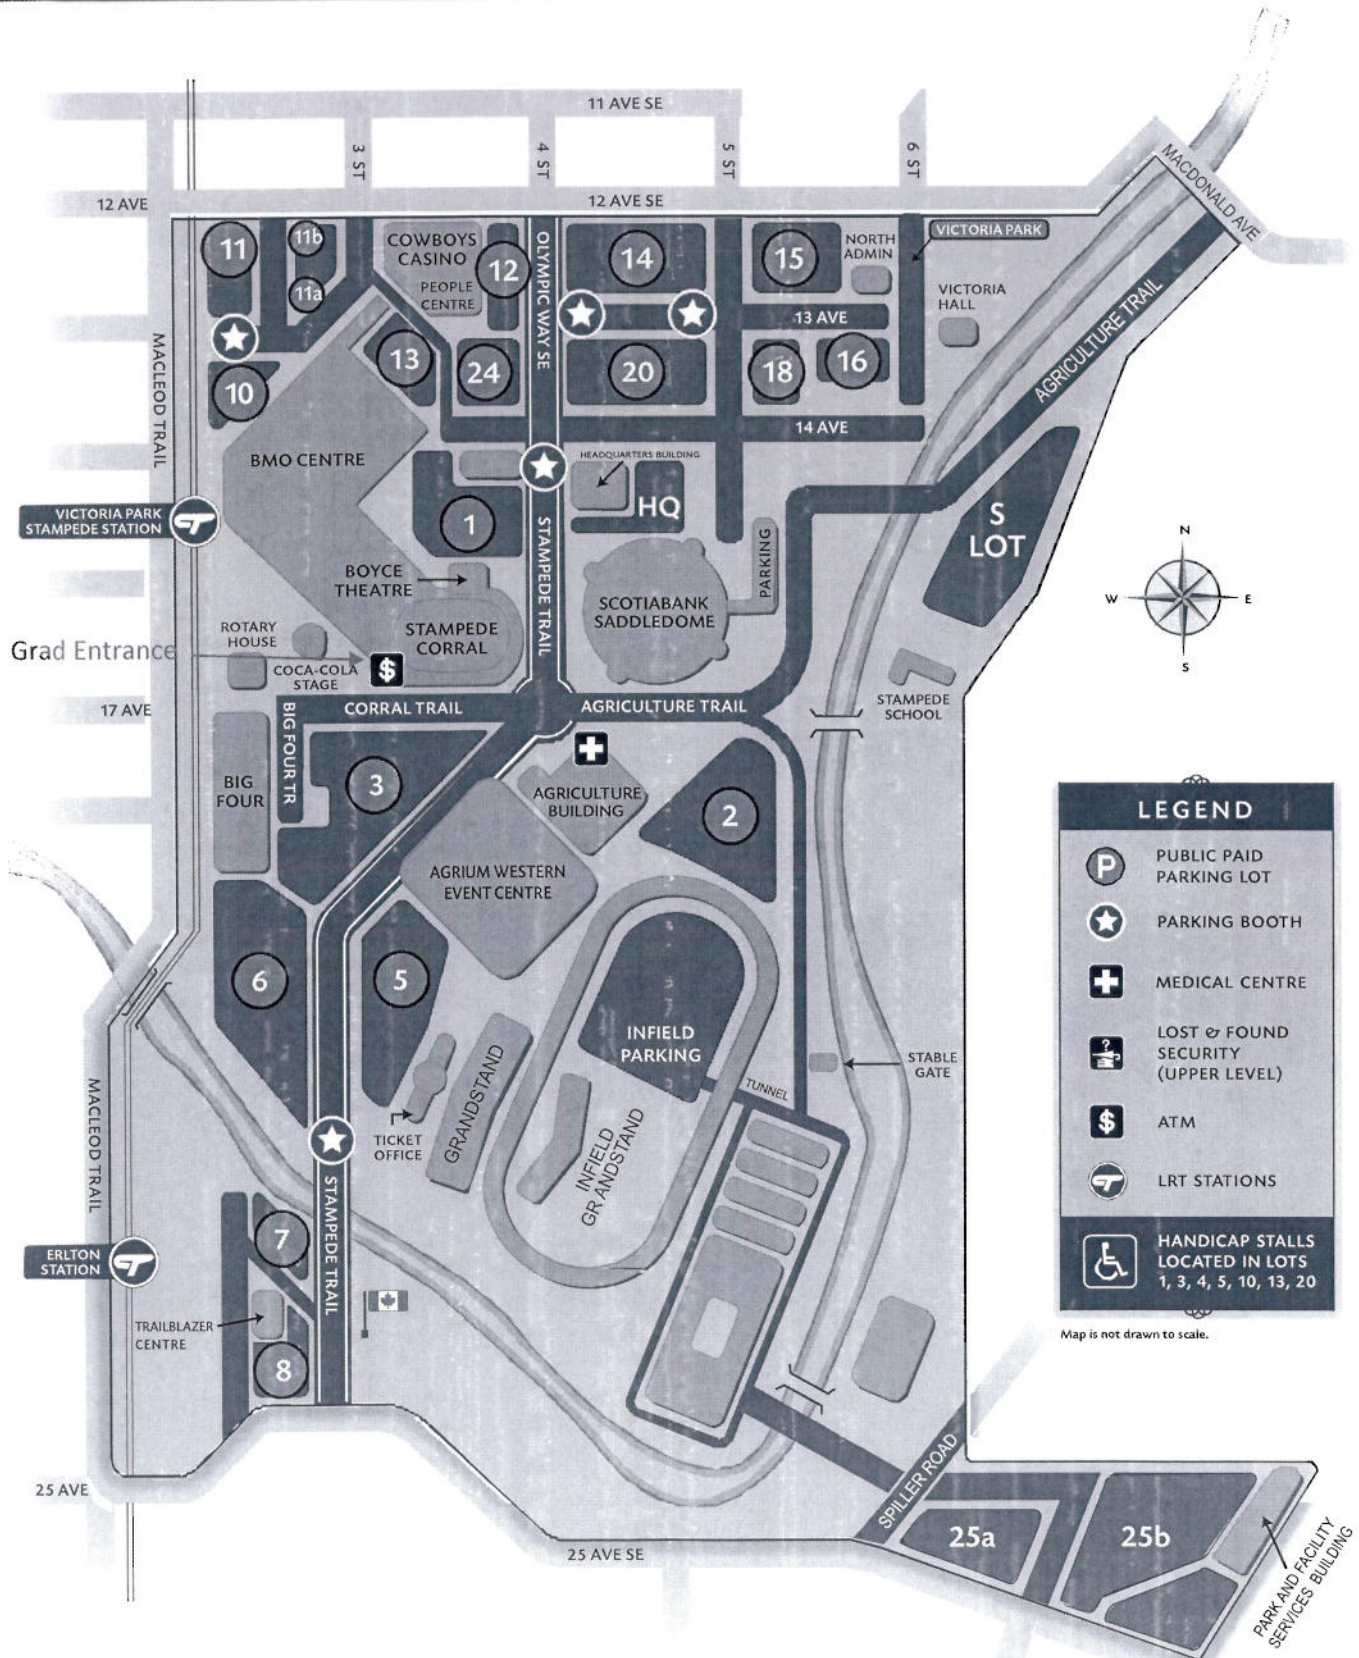 11 AVE SE
3 ST
4 ST
5 ST
6 ST
MACDONALD AVE
12 AVE
12 AVE SE
11
11b
11a
COWBOYS
CASINO
PEOPLE
CENTRE
12
OLYMPIC WAY SE
14
15
NORTH
ADMIN
VICTORIA PARK
VICTORIA
HALL
13 AVE
AGRICULTURE TRAIL
MACLEOD TRAIL
10
13
24
20
18
16
14 AVE
BMO CENTRE
HEADQUARTERS BUILDING
HQ
1
S
LOT
VICTORIA PARK
STAMPEDE STATION
STAMPEDE TRAIL
PARKING
N
W
E
S
BOYCE
THEATRE
SCOTIABANK
SADDLEDOME
ROTARY
HOUSE
STAMPEDE
CORRAL
Grad Entrance
COCA-COLA
STAGE
$
STAMPEDE
SCHOOL
17 AVE
BIG FOUR TR
CORRAL TRAIL
AGRICULTURE TRAIL
BIG
FOUR
3
AGRICULTURE
BUILDING
2
AGRIUM WESTERN
EVENT CENTRE
LEGEND
P
PUBLIC PAID
PARKING LOT
PARKING BOOTH
MEDICAL CENTRE
?
LOST & FOUND
SECURITY
(UPPER LEVEL)
$
ATM
LRT STATIONS
HANDICAP STALLS
LOCATED IN LOTS
1, 3, 4, 5, 10, 13, 20
Map is not drawn to scale.
6
5
INFIELD
PARKING
STABLE
GATE
TUNNEL
MACLEOD TRAIL
TICKET
OFFICE
GRANDSTAND
INFIELD
GRANDSTAND
STAMPEDE TRAIL
7
ERLTON
STATION
TRAILBLAZER
CENTRE
8
25 AVE
25 AVE SE
SPILLER ROAD
25a
25b
PARK AND FACILITY
SERVICES BUILDING